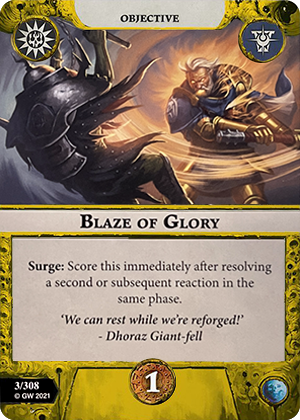 OBJECTIVE
BLAZE OF GLORY
Surge: Score this immediately after resolving
a second or subsequent reaction in the
same phase.
‘We can rest while we’re reforged!’
- Dhoraz Giant-fell
3/308
© GW 2021
1